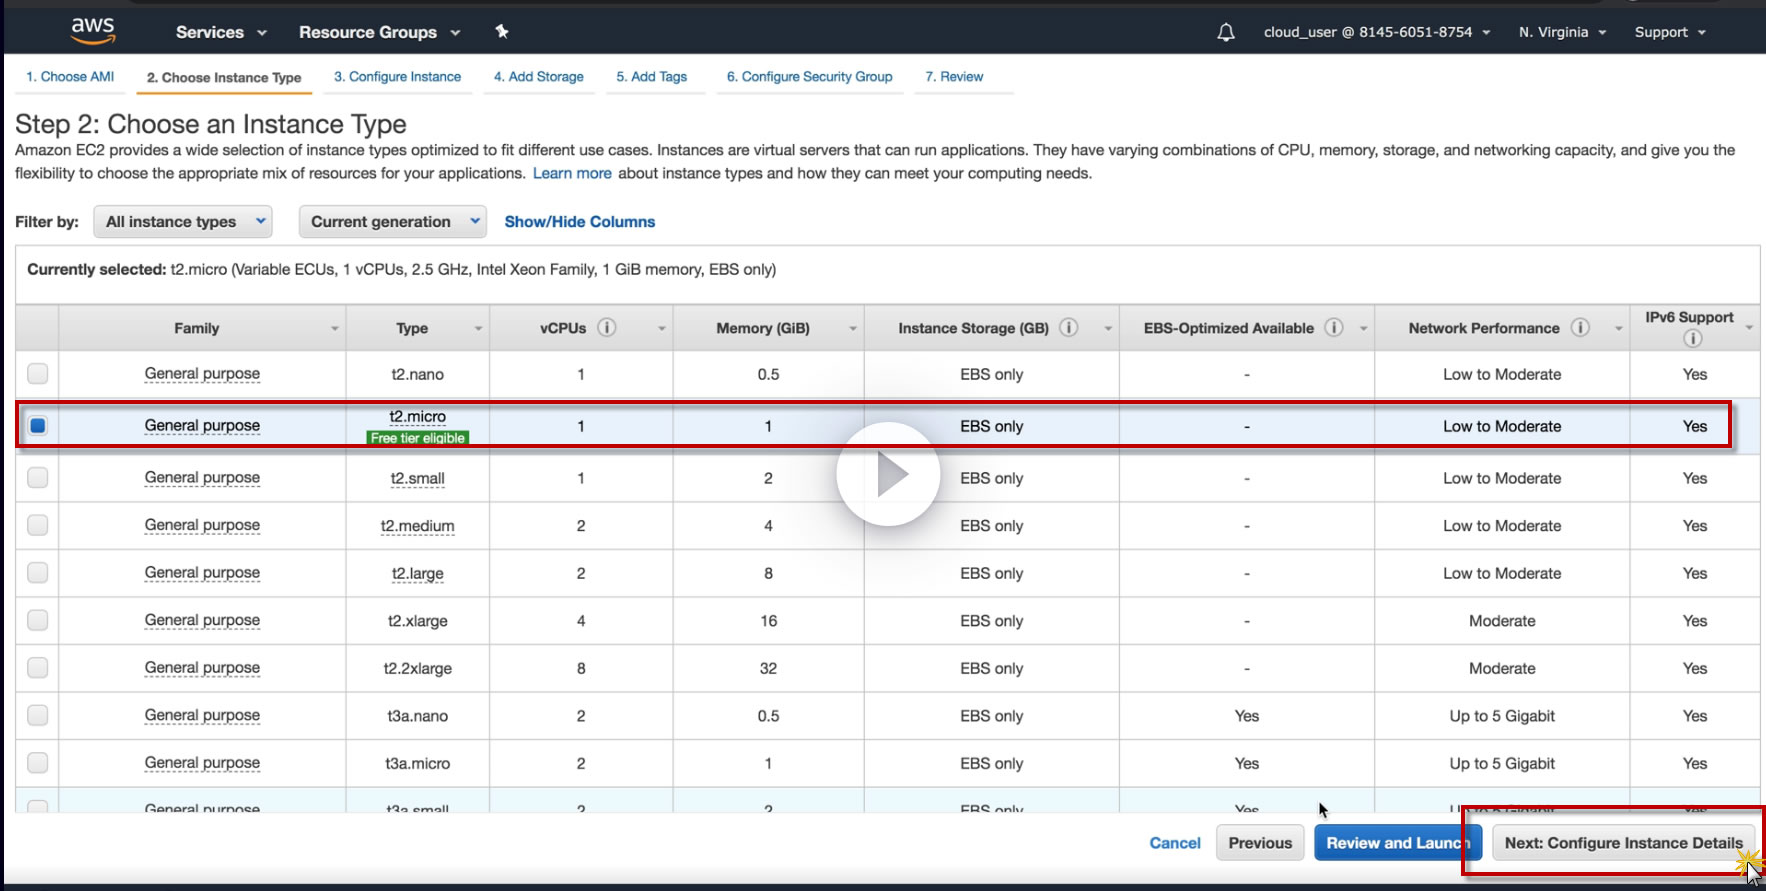 aws Services Resource Groups cloud_user @ 8145-6051-8754 N. Virginia Support
1. Choose AMI 2. Choose Instance Type 3. Configure Instance 4. Add Storage 5. Add Tags 6. Configure Security Group 7. Review
Step 2: Choose an Instance Type
Amazon EC2 provides a wide selection of instance types optimized to fit different use cases. Instances are virtual servers that can run applications. They have varying combinations of CPU, memory, storage, and networking capacity, and give you the
flexibility to choose the appropriate mix of resources for your applications. Learn more about instance types and how they can meet your computing needs.
Filter by: All instance types Current generation Show/Hide Columns
Currently selected: t2.micro (Variable ECUs, 1 vCPUs, 2.5 GHz, Intel Xeon Family, 1 GiB memory, EBS only)
Family Type vCPUs Memory (GiB) Instance Storage (GB) EBS-Optimized Available Network Performance IPv6 Support
General purpose t2.nano 1 0.5 EBS only - Low to Moderate Yes
General purpose t2.micro 1 1 EBS only - Low to Moderate Yes
Free tier eligible
General purpose t2.small 1 2 EBS only - Low to Moderate Yes
General purpose t2.medium 2 4 EBS only - Low to Moderate Yes
General purpose t2.large 2 8 EBS only - Low to Moderate Yes
General purpose t2.xlarge 4 16 EBS only - Moderate Yes
General purpose t2.2xlarge 8 32 EBS only - Moderate Yes
General purpose t3a.nano 2 0.5 EBS only Yes Up to 5 Gigabit Yes
General purpose t3a.micro 2 1 EBS only Yes Up to 5 Gigabit Yes
General purpose t3a.small 2 2 EBS only Yes Up to 5 Gigabit Yes
Cancel Previous Review and Launch Next: Configure Instance Details